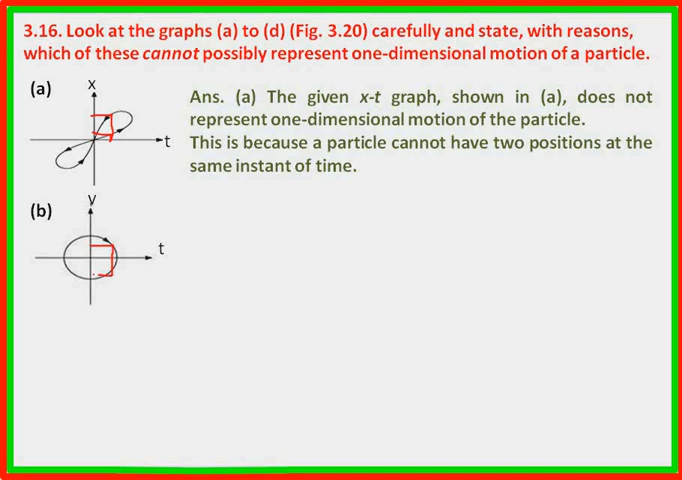 3.16. Look at the graphs (a) to (d) (Fig. 3.20) carefully and state, with reasons,
which of these cannot possibly represent one-dimensional motion of a particle.
(a)
x
t
Ans. (a) The given x-t graph, shown in (a), does not
represent one-dimensional motion of the particle.
This is because a particle cannot have two positions at the
same instant of time.
(b)
y
t